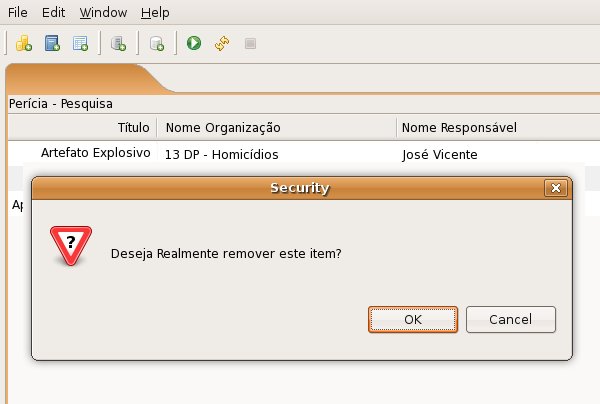 File Edit Window Help
Perícia - Pesquisa
Título Nome Organização Nome Responsável
Artefato Explosivo 13 DP - Homicídios José Vicente
Security
?
Deseja Realmente remover este item?
OK Cancel